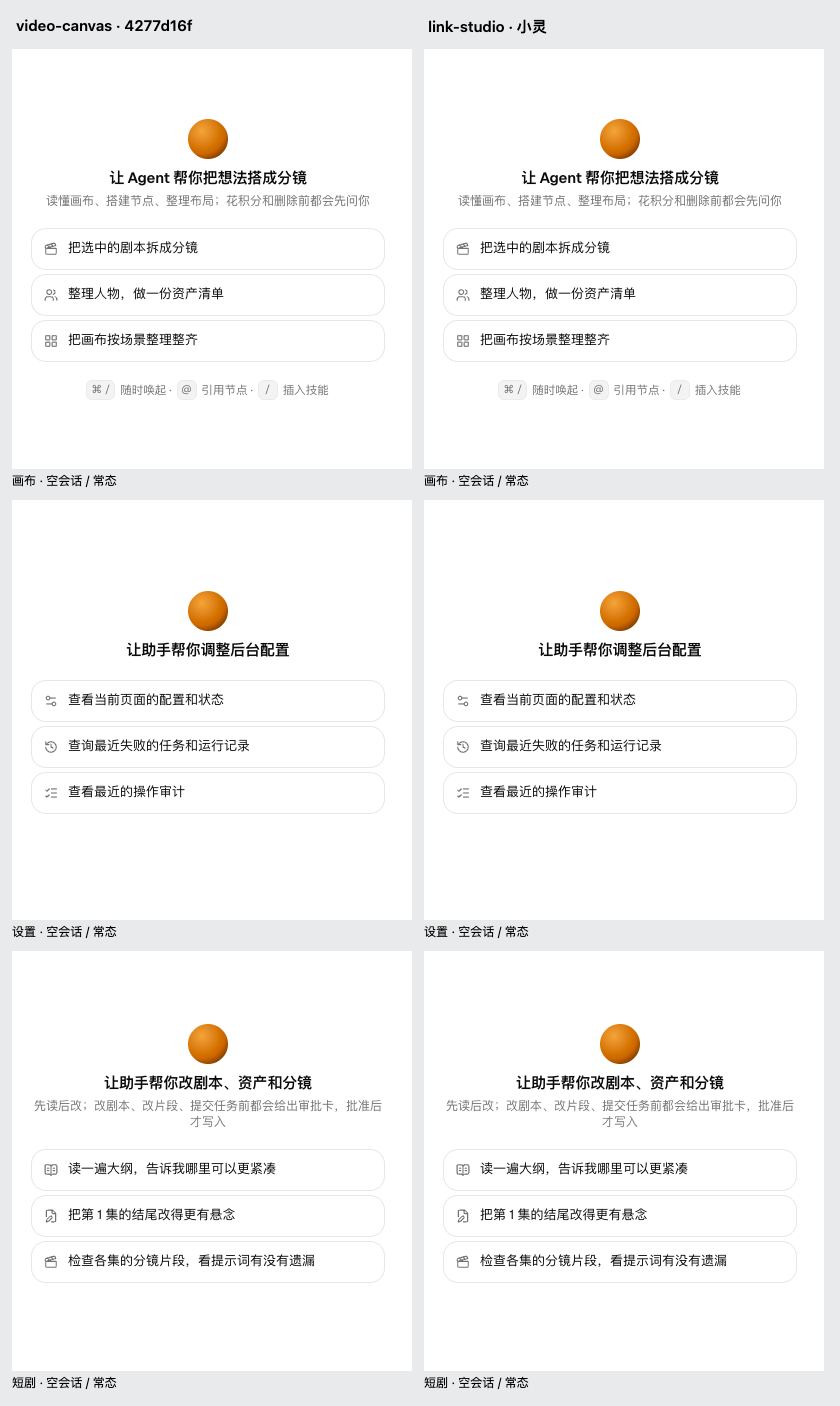 video-canvas · 4277d16f
link-studio · 小灵
让 Agent 帮你把想法搭成分镜
读懂画布、搭建节点、整理布局；花积分和删除前都会先问你
把选中的剧本拆成分镜
整理人物，做一份资产清单
把画布按场景整理整齐
⌘ / 随时唤起 · @ 引用节点 · / 插入技能
画布 · 空会话 / 常态
让 Agent 帮你把想法搭成分镜
读懂画布、搭建节点、整理布局；花积分和删除前都会先问你
把选中的剧本拆成分镜
整理人物，做一份资产清单
把画布按场景整理整齐
⌘ / 随时唤起 · @ 引用节点 · / 插入技能
画布 · 空会话 / 常态
让助手帮你调整后台配置
查看当前页面的配置和状态
查询最近失败的任务和运行记录
查看最近的操作审计
设置 · 空会话 / 常态
让助手帮你调整后台配置
查看当前页面的配置和状态
查询最近失败的任务和运行记录
查看最近的操作审计
设置 · 空会话 / 常态
让助手帮你改剧本、资产和分镜
先读后改；改剧本、改片段、提交任务前都会给出审批卡，批准后
才写入
读一遍大纲，告诉我哪里可以更紧凑
把第 1 集的结尾改得更有悬念
检查各集的分镜片段，看提示词有没有遗漏
短剧 · 空会话 / 常态
让助手帮你改剧本、资产和分镜
先读后改；改剧本、改片段、提交任务前都会给出审批卡，批准后
才写入
读一遍大纲，告诉我哪里可以更紧凑
把第 1 集的结尾改得更有悬念
检查各集的分镜片段，看提示词有没有遗漏
短剧 · 空会话 / 常态